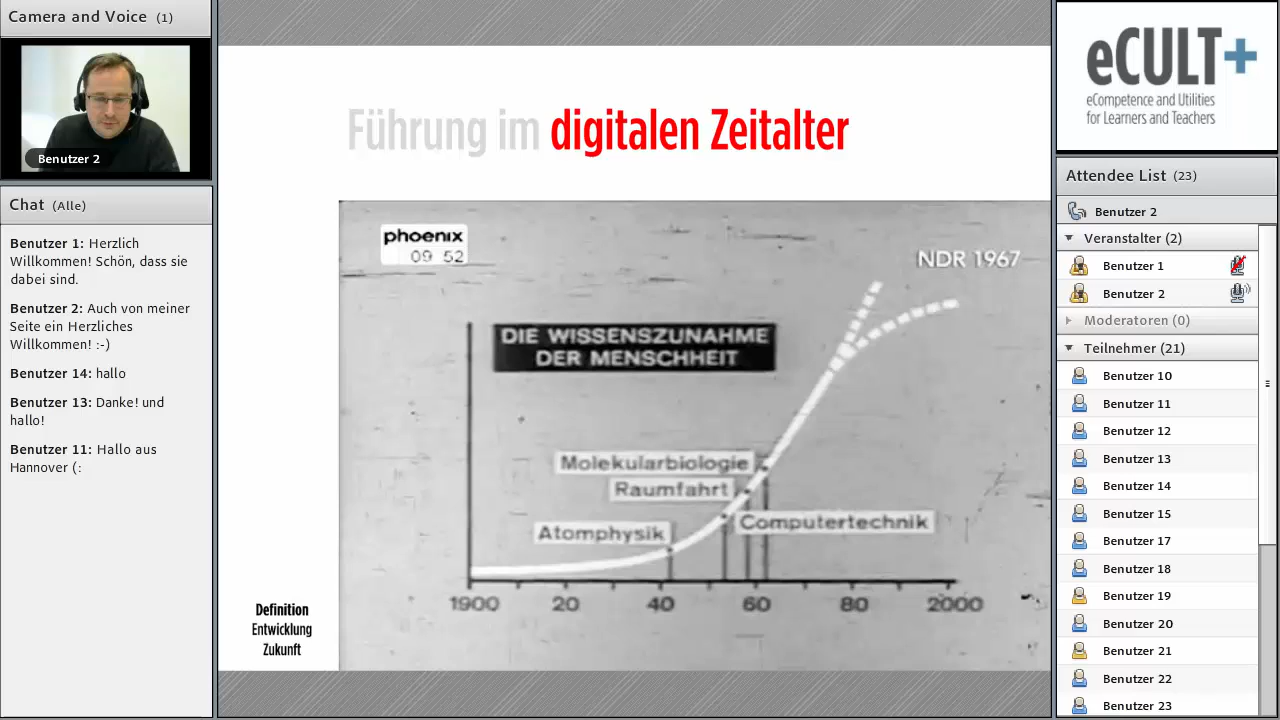 Camera and Voice (1)
Benutzer 2
Chat (Alle)
Benutzer 1: Herzlich
Willkommen! Schön, dass sie
dabei sind.
Benutzer 2: Auch von meiner
Seite ein Herzliches
Willkommen! :-)
Benutzer 14: hallo
Benutzer 13: Danke! und
hallo!
Benutzer 11: Hallo aus
Hannover (:
Führung im digitalen Zeitalter
phoenix
09 52
NDR 1967
DIE WISSENSZUNAHME
DER MENSCHHEIT
Molekularbiologie
Raumfahrt
Computertechnik
Atomphysik
1900 20 40 60 80 2000
Definition
Entwicklung
Zukunft
eCULT+
eCompetence and Utilities
for Learners and Teachers
Attendee List (23)
Benutzer 2
Veranstalter (2)
Benutzer 1
Benutzer 2
Moderatoren (0)
Teilnehmer (21)
Benutzer 10
Benutzer 11
Benutzer 12
Benutzer 13
Benutzer 14
Benutzer 15
Benutzer 17
Benutzer 18
Benutzer 19
Benutzer 20
Benutzer 21
Benutzer 22
Benutzer 23